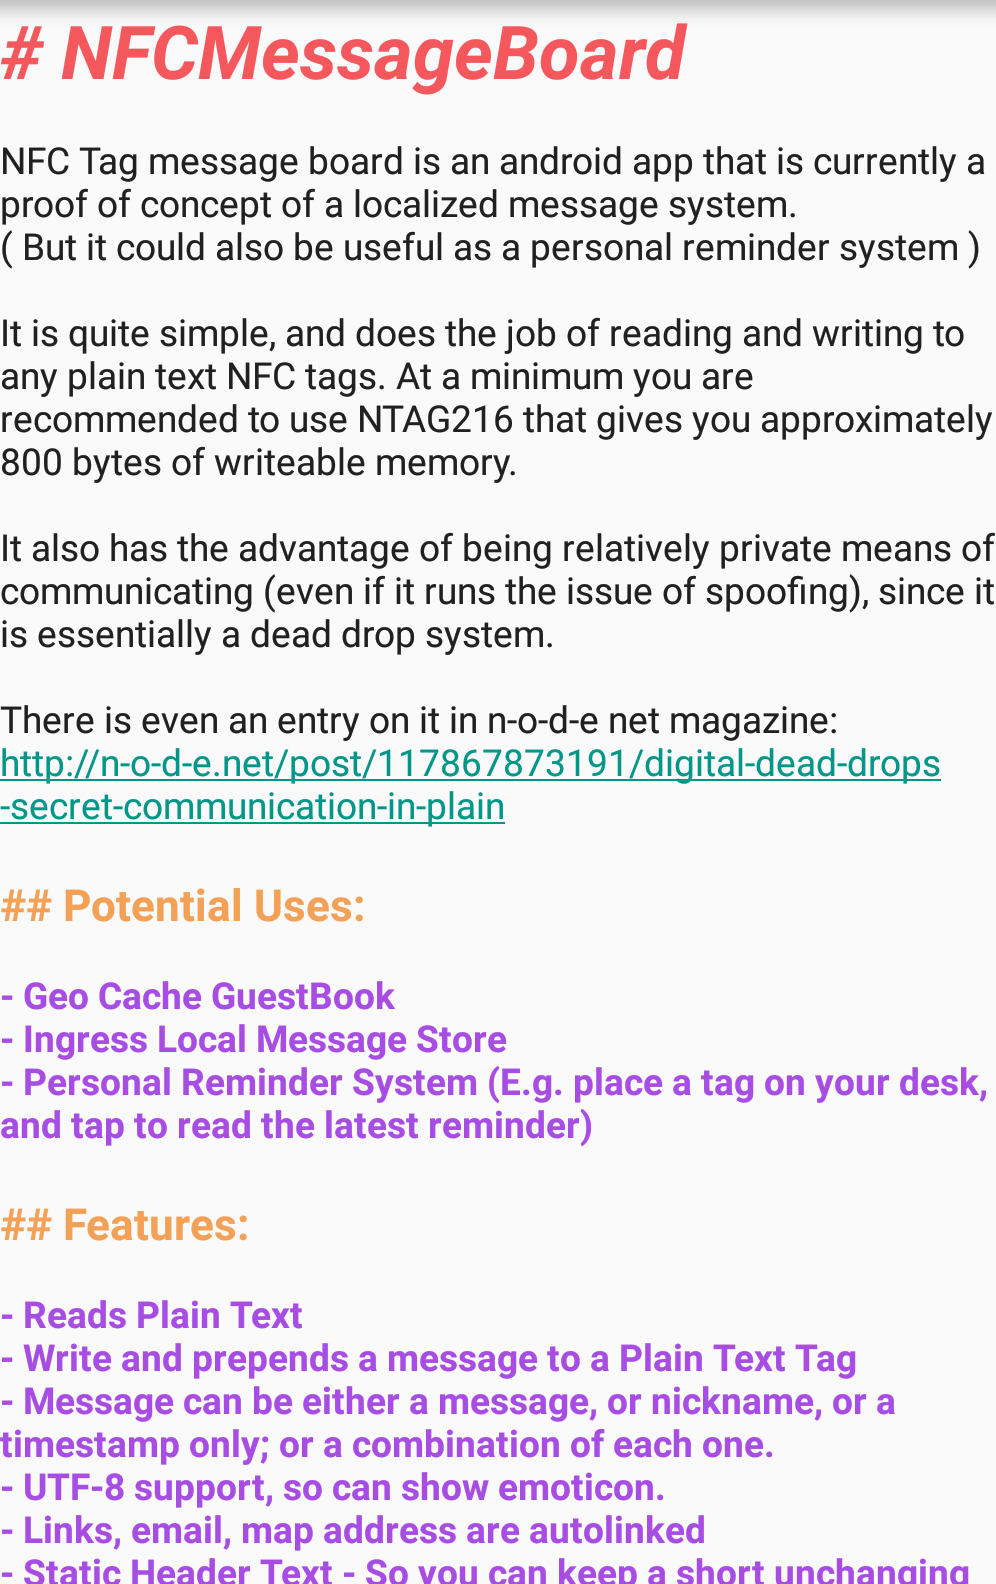 # NFCMessageBoard
NFC Tag message board is an android app that is currently a
proof of concept of a localized message system.
( But it could also be useful as a personal reminder system )
It is quite simple, and does the job of reading and writing to
any plain text NFC tags. At a minimum you are
recommended to use NTAG216 that gives you approximately
800 bytes of writeable memory.
It also has the advantage of being relatively private means of
communicating (even if it runs the issue of spoofing), since it
is essentially a dead drop system.
There is even an entry on it in n-o-d-e net magazine:
http://n-o-d-e.net/post/117867873191/digital-dead-drops
-secret-communication-in-plain
## Potential Uses:
- Geo Cache GuestBook
- Ingress Local Message Store
- Personal Reminder System (E.g. place a tag on your desk,
and tap to read the latest reminder)
## Features:
- Reads Plain Text
- Write and prepends a message to a Plain Text Tag
- Message can be either a message, or nickname, or a
timestamp only; or a combination of each one.
- UTF-8 support, so can show emoticon.
- Links, email, map address are autolinked
- Static Header Text - So you can keep a short unchanging